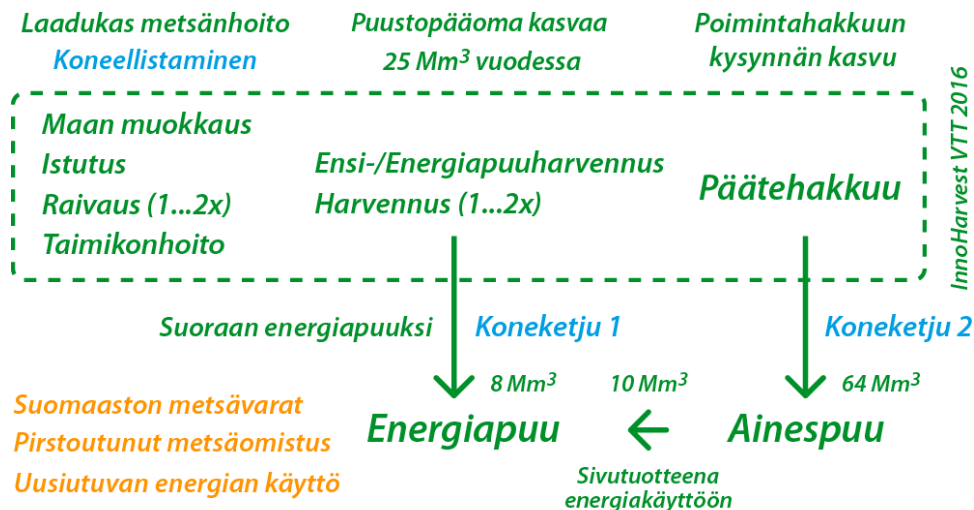 Laadukas metsänhoito
Koneellistaminen
Puustopääoma kasvaa
25 Mm³ vuodessa
Poimintahakkuun
kysynnän kasvu
Maan muokkaus
Istutus
Raivaus (1...2x)
Taimikonhoito
Ensi-/Energiapuuharvennus
Harvennus (1...2x)
Päätehakkuu
InnoHarvest VTT 2016
Suoraan energiapuuksi
Koneketju 1
Koneketju 2
8 Mm³
10 Mm³
64 Mm³
Suomaaston metsävarat
Pirstoutunut metsäomistus
Uusiutuvan energian käyttö
Energiapuu
Ainespuu
Sivutuotteena
energiakäyttöön